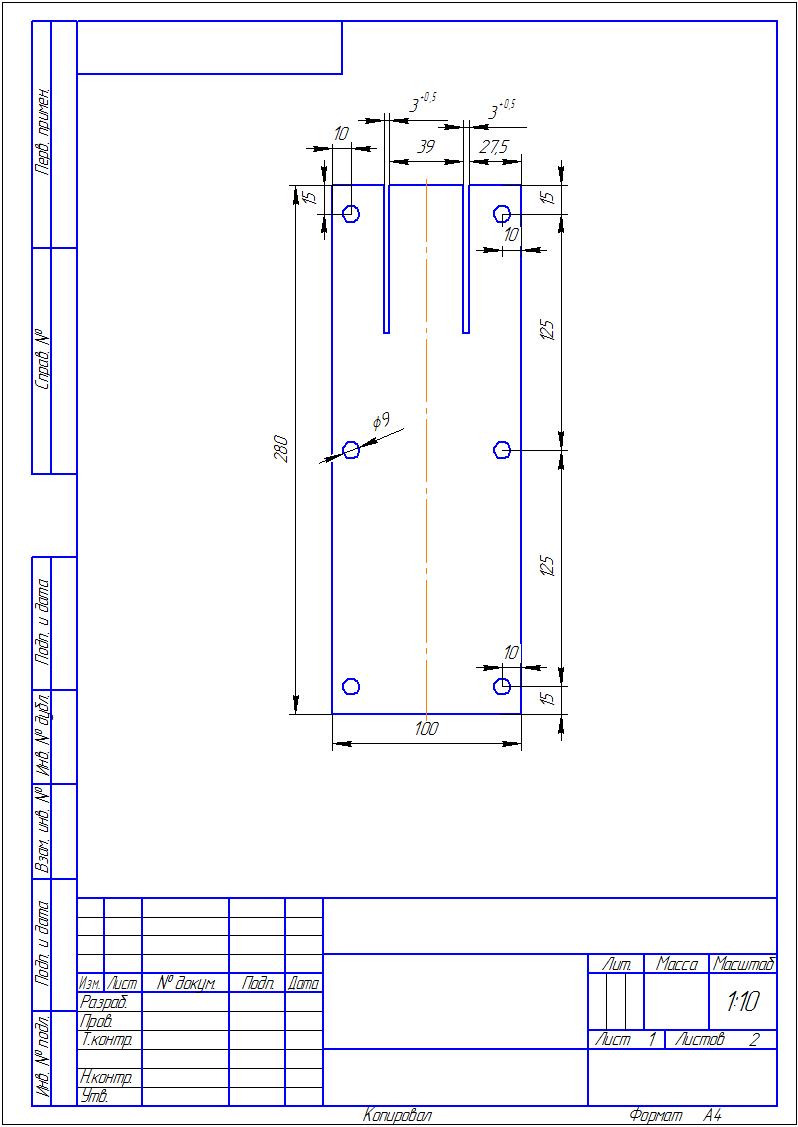 Перв. примен.
Справ. №
Подп. и дата
Инв. № дубл.
Взам. инв. №
Подп. и дата
Инв. № подл.
3+0,5
3+0,5
10
39
27,5
15
15
10
125
280
φ9
125
10
15
100
Лит. Масса Масштаб
Изм. Лист № докум. Подп. Дата
Разраб.
1:10
Пров.
Т.контр.
Лист 1 Листов 2
Н.контр.
Утв.
Копировал Формат А4